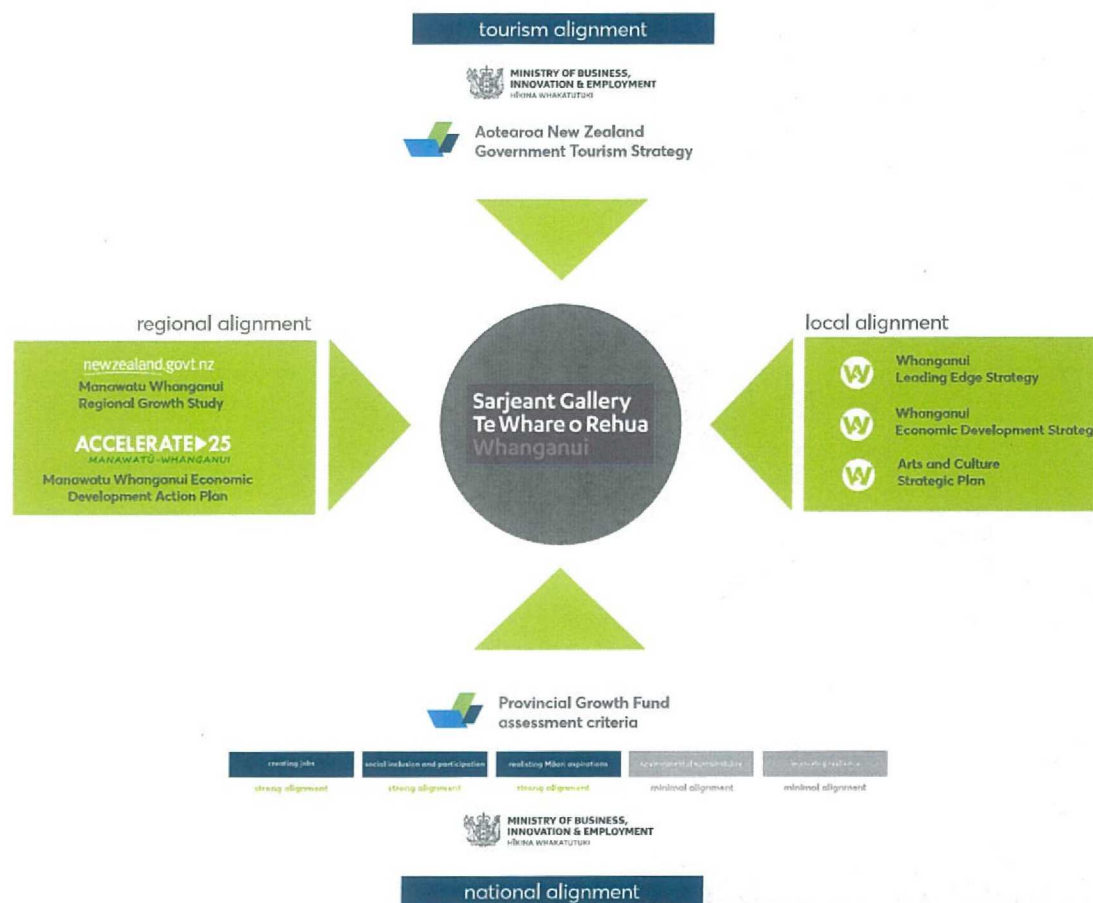 tourism alignment
MINISTRY OF BUSINESS,
INNOVATION & EMPLOYMENT
HĪKINA WHAKATUTUKI
Aotearoa New Zealand
Government Tourism Strategy
regional alignment
newzealand.govt.nz
Manawatu Whanganui
Regional Growth Study
ACCELERATE 25
MANAWATŪ-WHANGANUI
Manawatu Whanganui Economic
Development Action Plan
Sarjeant Gallery
Te Whare o Rehua
Whanganui
local alignment
Whanganui
Leading Edge Strategy
Whanganui
Economic Development Strateg
Arts and Culture
Strategic Plan
Provincial Growth Fund
assessment criteria
creating jobs
social inclusion and participation
realisting Māori aspirations
strong alignment
strong alignment
strong alignment
minimal alignment
minimal alignment
MINISTRY OF BUSINESS,
INNOVATION & EMPLOYMENT
HĪKINA WHAKATUTUKI
national alignment